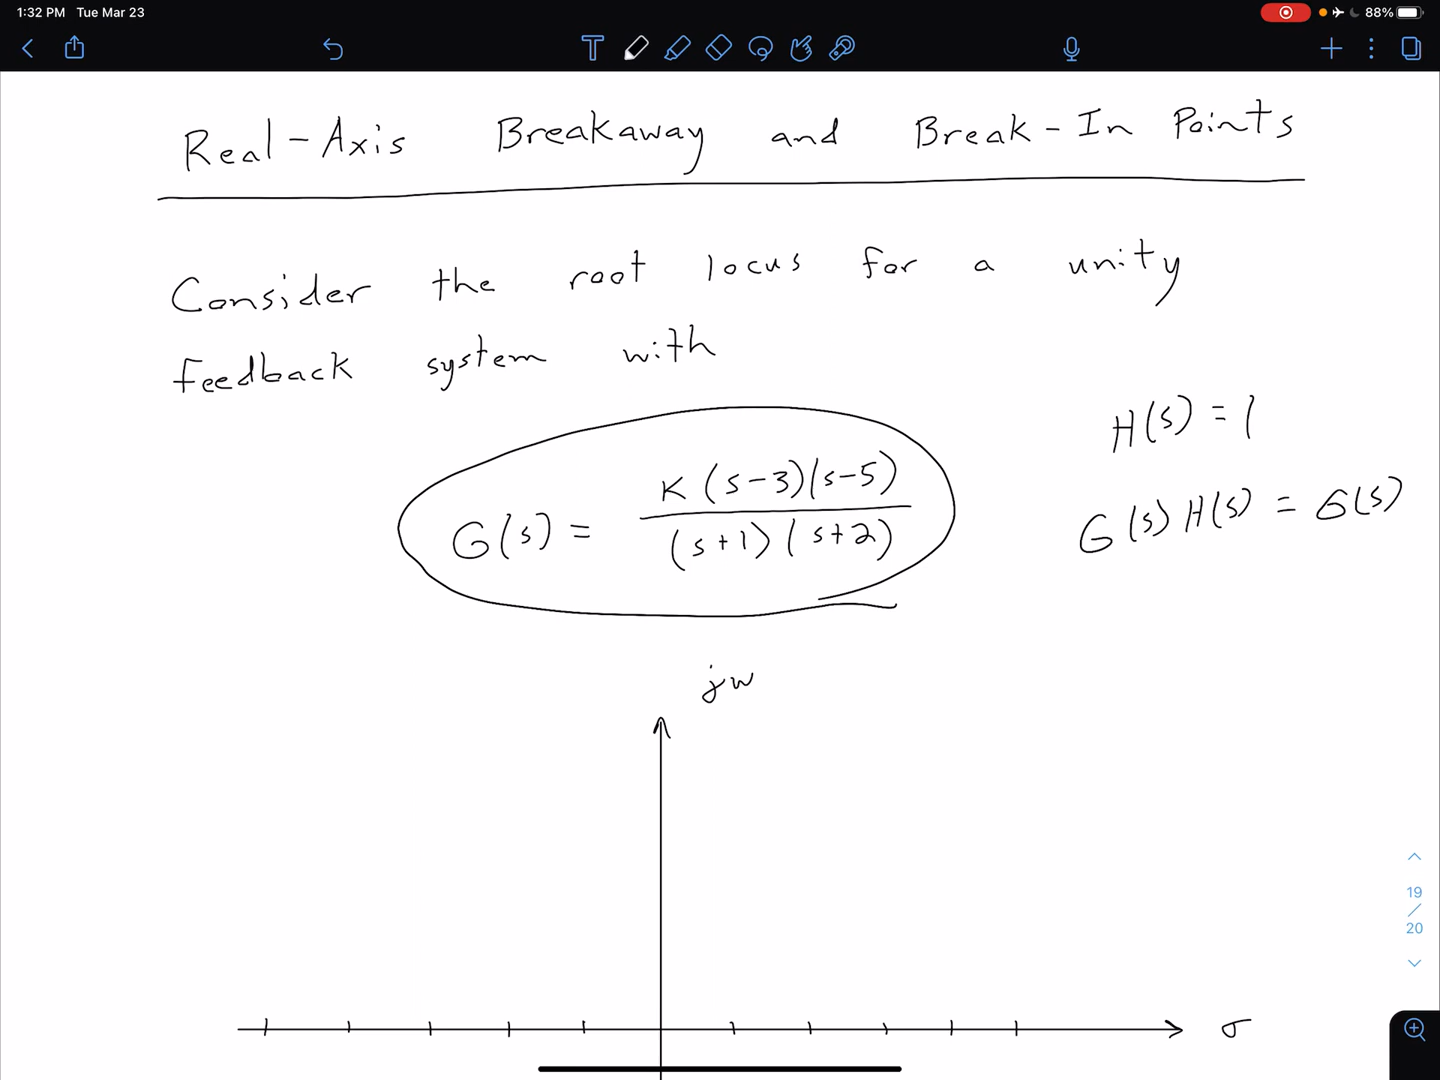 1:32 PM Tue Mar 23
88%
Real-Axis Breakaway and Break-In Points
Consider the root locus for a unity
feedback system with
H(s) = 1
G(s) = K(s-3)(s-5) / (s+1)(s+2)
G(s)H(s) = G(s)
jw
σ
19
/
20